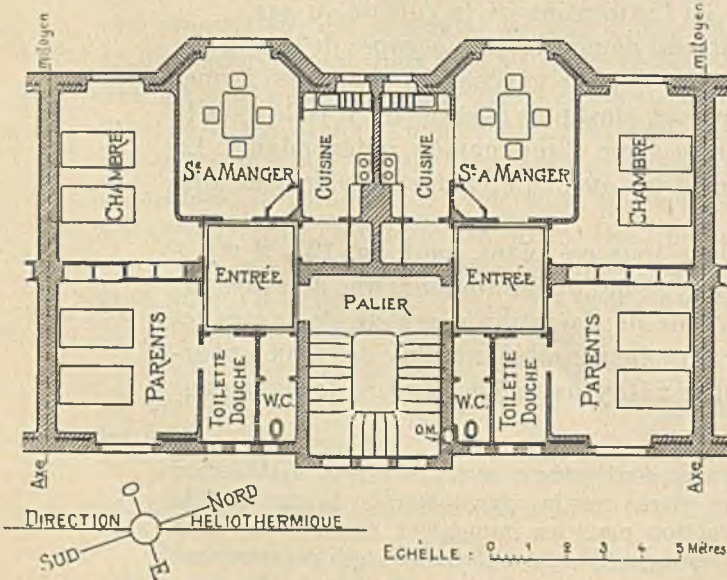 mitoyen
mitoyen
CHAMBRE
Sᵉ A MANGER
CUISINE
CUISINE
Sᵉ A MANGER
CHAMBRE
ENTRÉE
ENTRÉE
PALIER
PARENTS
PARENTS
TOILETTE
DOUCHE
W.C.
O.M.
W.C.
TOILETTE
DOUCHE
Axe
Axe
O
NORD
DIRECTION HÉLIOTHERMIQUE
SUD
E
ECHELLE : 0 1 2 3 4 5 Mètres